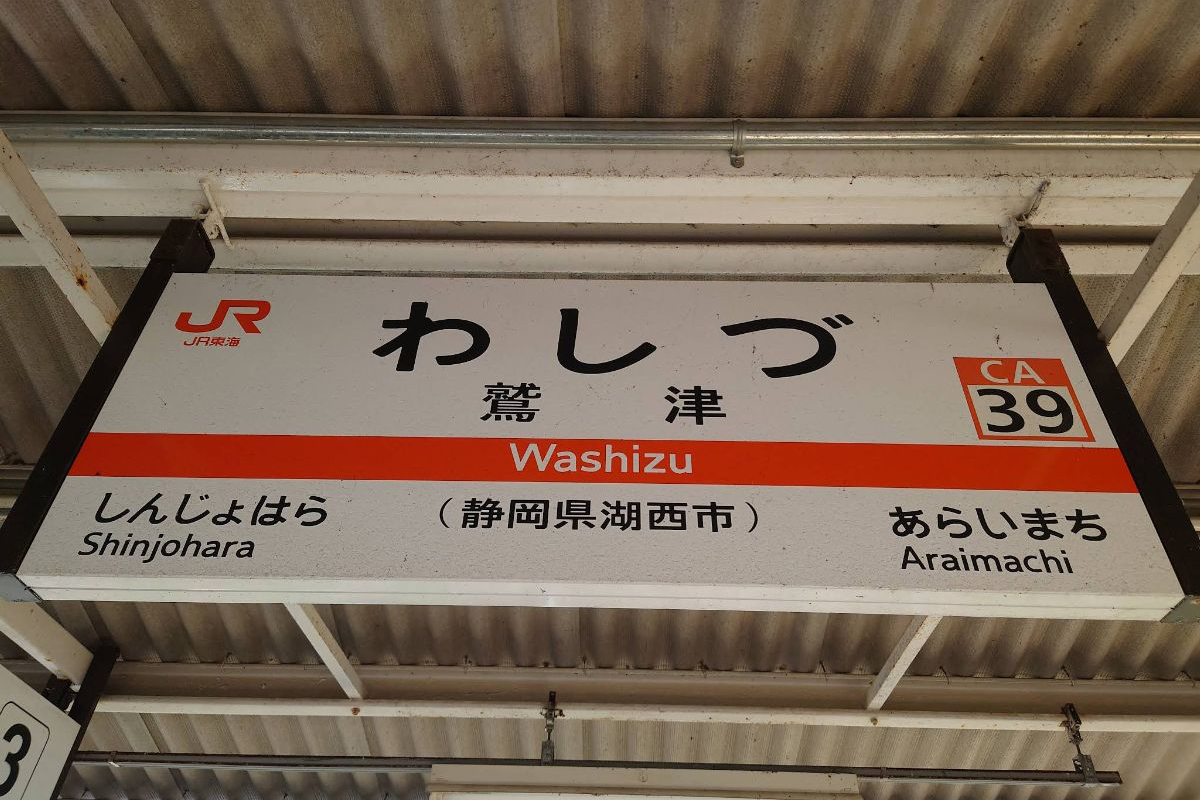 JR
JR東海
わしづ
鷲津
CA
39
Washizu
しんじょはら
Shinjohara
（静岡県湖西市）
あらいまち
Araimachi
3